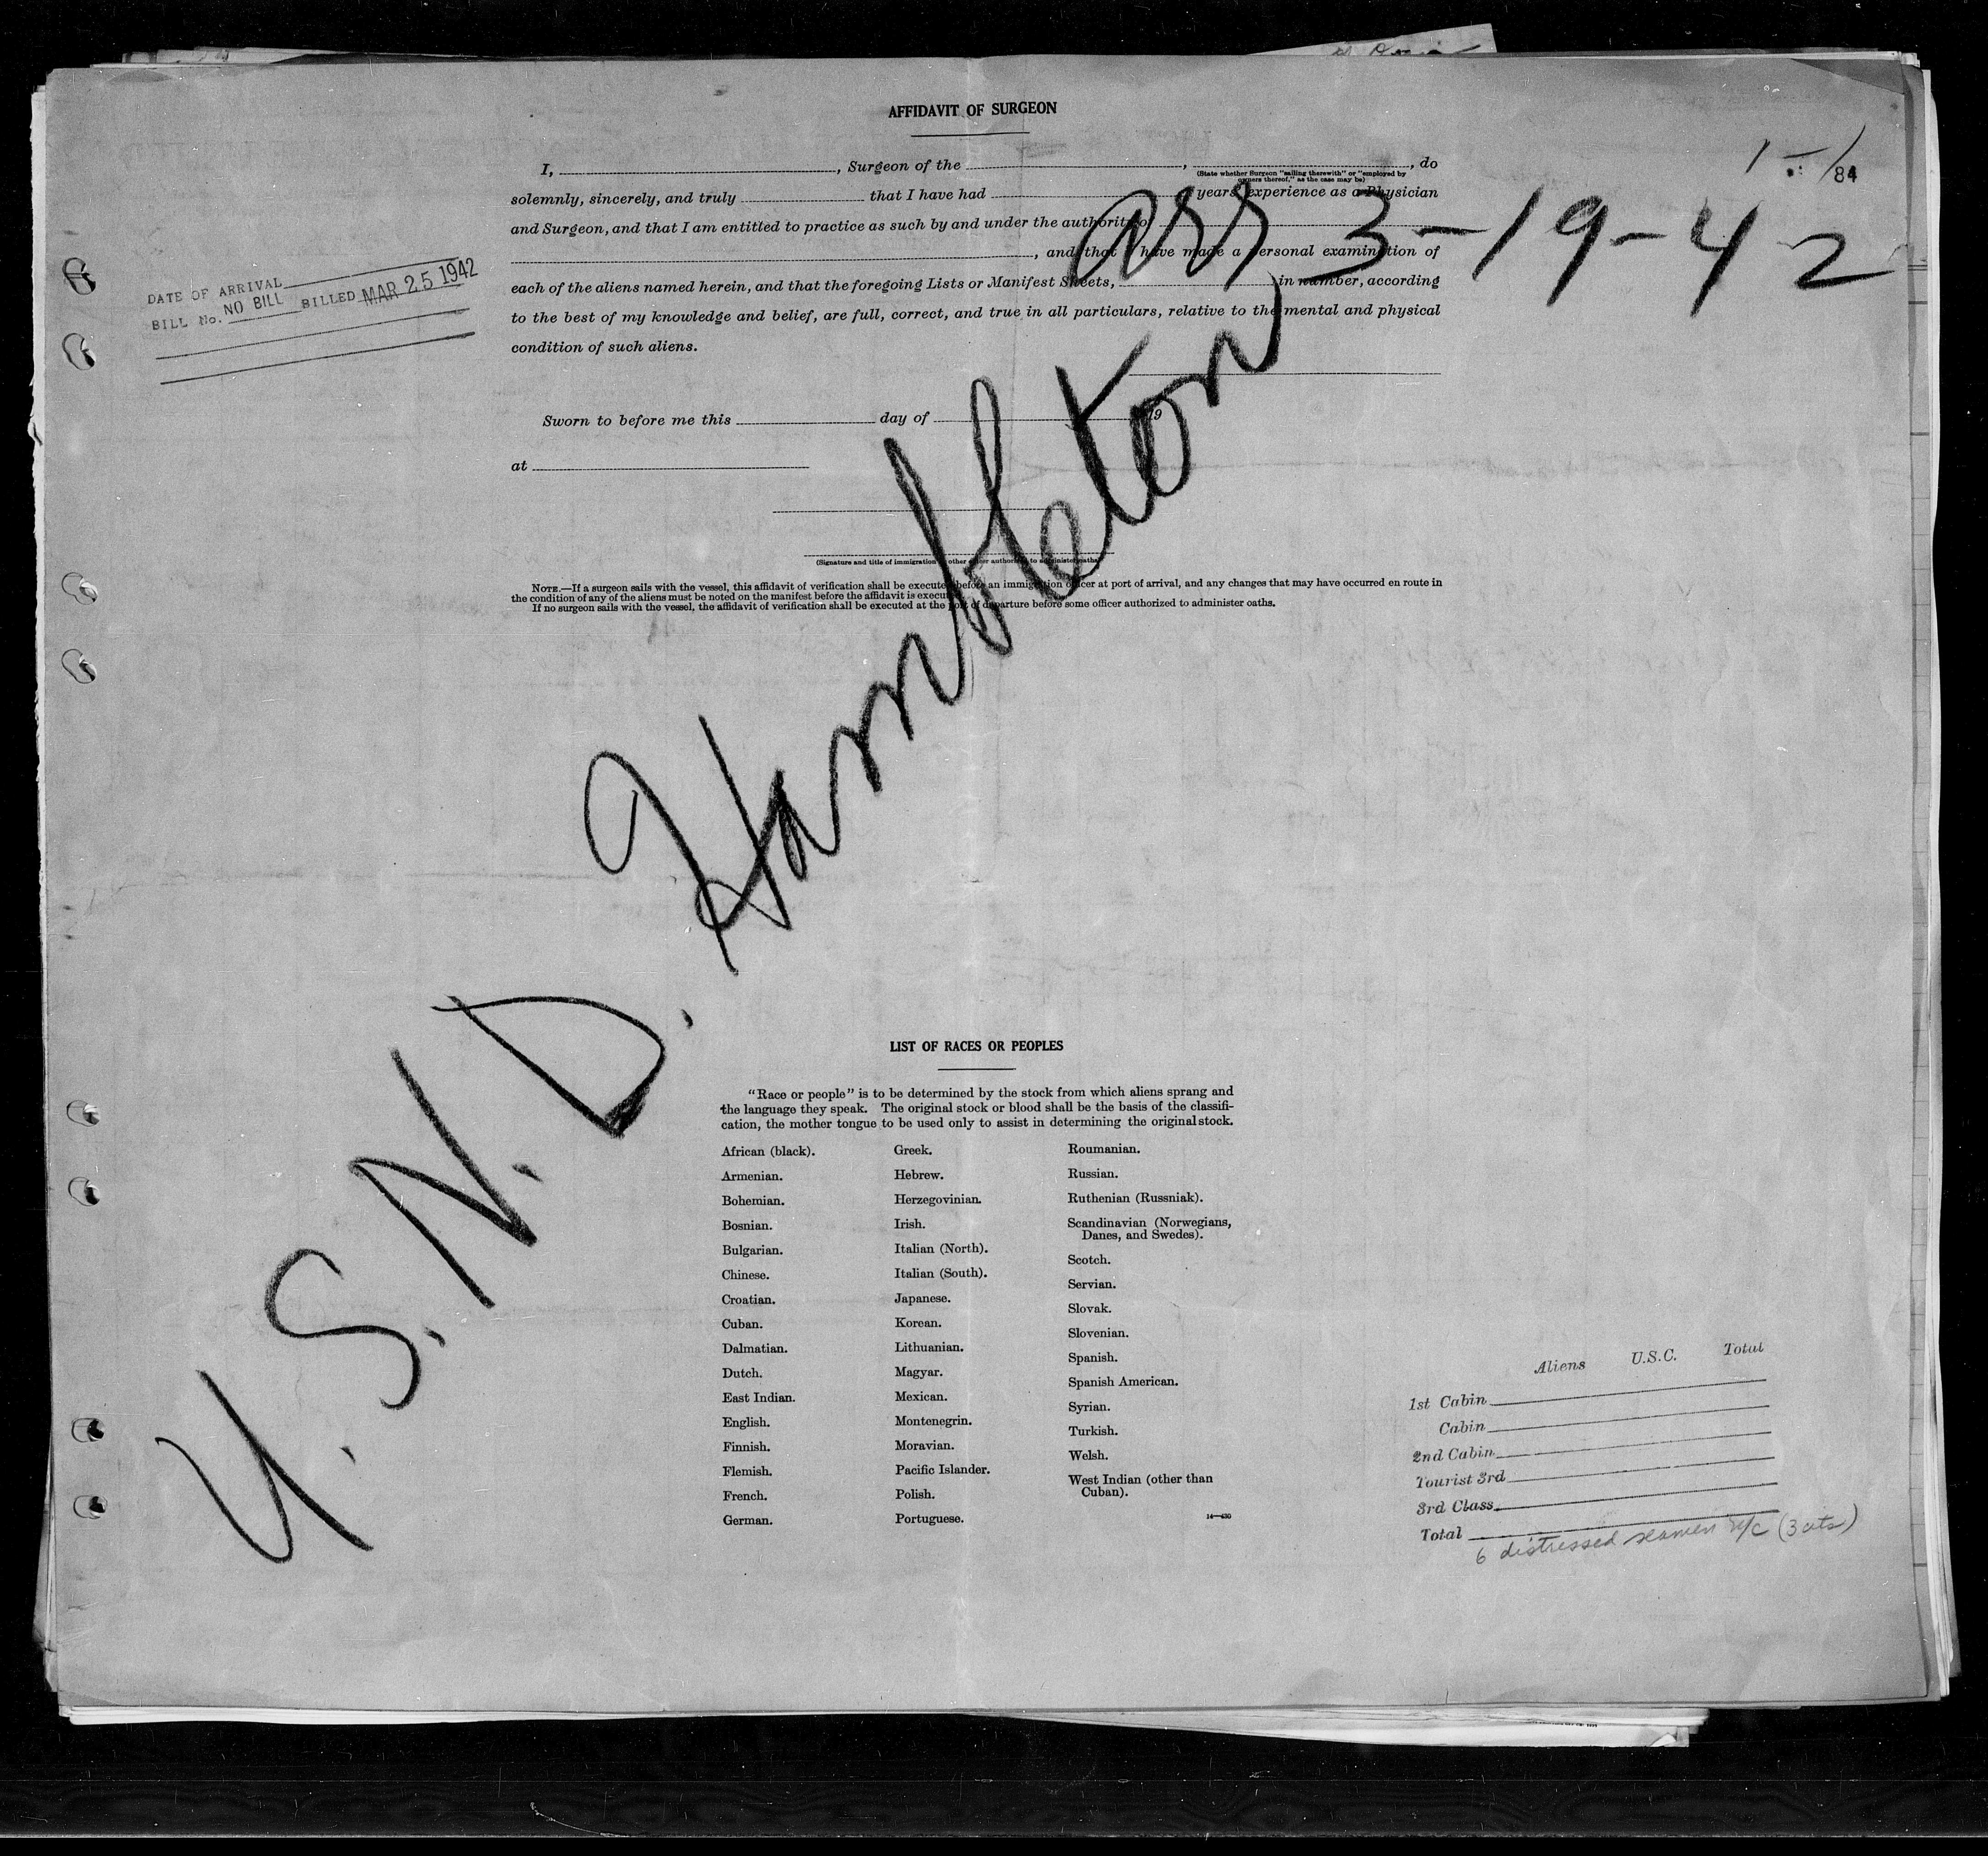 AFFIDAVIT OF SURGEON
1-1
84
I, , Surgeon of the , , do
(State whether Surgeon "sailing therewith" or "employed by
owners thereof," as the case may be)
solemnly, sincerely, and truly that I have had years' experience as a Physician
and Surgeon, and that I am entitled to practice as such by and under the authority of
, and that I have made a personal examination of
each of the aliens named herein, and that the foregoing Lists or Manifest Sheets, in number, according
to the best of my knowledge and belief, are full, correct, and true in all particulars, relative to the mental and physical
condition of such aliens.
arr 3-19-42
DATE OF ARRIVAL
BILL No. NO BILL BILLED MAR 25 1942
Sworn to before me this day of 19
at
(Signature and title of immigration or other officer authorized to administer oaths)
NOTE.—If a surgeon sails with the vessel, this affidavit of verification shall be executed before an immigration officer at port of arrival, and any changes that may have occurred en route in
the condition of any of the aliens must be noted on the manifest before the affidavit is executed.
If no surgeon sails with the vessel, the affidavit of verification shall be executed at the port of departure before some officer authorized to administer oaths.
U.S.N.D. Hambleton
LIST OF RACES OR PEOPLES
"Race or people" is to be determined by the stock from which aliens sprang and
the language they speak. The original stock or blood shall be the basis of the classifi-
cation, the mother tongue to be used only to assist in determining the original stock.
African (black).
Armenian.
Bohemian.
Bosnian.
Bulgarian.
Chinese.
Croatian.
Cuban.
Dalmatian.
Dutch.
East Indian.
English.
Finnish.
Flemish.
French.
German.
Greek.
Hebrew.
Herzegovinian.
Irish.
Italian (North).
Italian (South).
Japanese.
Korean.
Lithuanian.
Magyar.
Mexican.
Montenegrin.
Moravian.
Pacific Islander.
Polish.
Portuguese.
Roumanian.
Russian.
Ruthenian (Russniak).
Scandinavian (Norwegians,
Danes, and Swedes).
Scotch.
Servian.
Slovak.
Slovenian.
Spanish.
Spanish American.
Syrian.
Turkish.
Welsh.
West Indian (other than
Cuban).
14—430
Aliens U.S.C. Total
1st Cabin
Cabin
2nd Cabin
Tourist 3rd
3rd Class
Total
6 distressed seamen